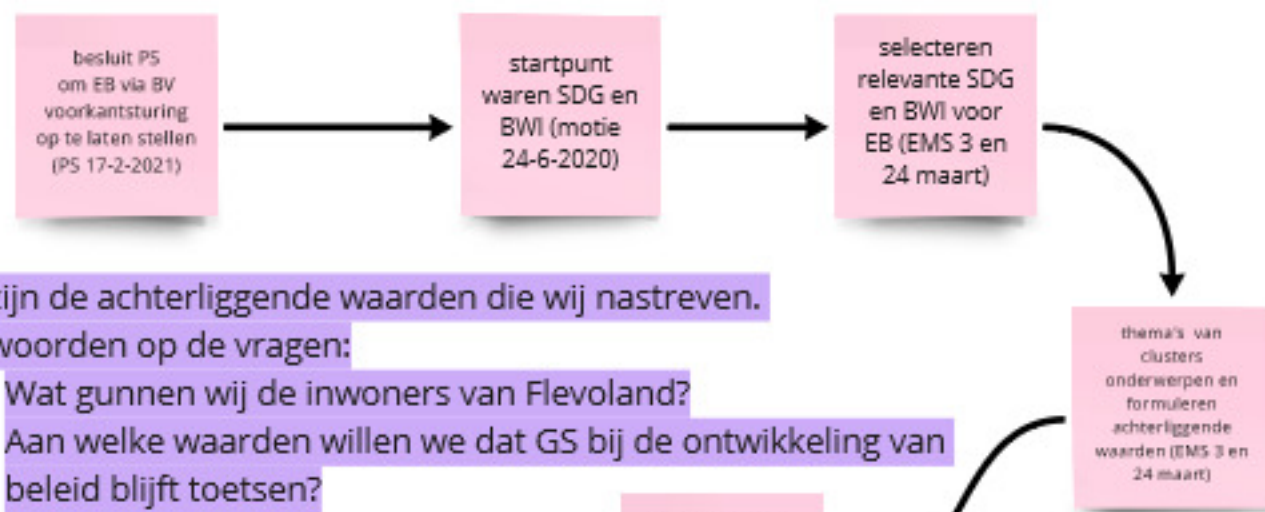 besluit PS
om EB via BV
voorkantsturing
op te laten stellen
(PS 17-2-2021)
startpunt
waren SDG en
BWI (motie
24-6-2020)
selecteren
relevante SDG
en BWI voor
EB (EMS 3 en
24 maart)
zijn de achterliggende waarden die wij nastreven.
woorden op de vragen:
Wat gunnen wij de inwoners van Flevoland?
Aan welke waarden willen we dat GS bij de ontwikkeling van
beleid blijft toetsen?
thema's van
clusters
onderwerpen en
formuleren
achterliggende
waarden (EMS 3 en
24 maart)